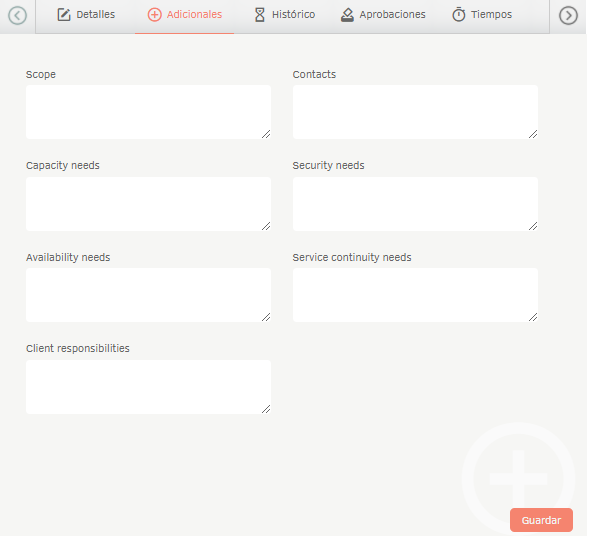 Detalles Adicionales Histórico Aprobaciones Tiempos
Scope Contacts
Capacity needs Security needs
Availability needs Service continuity needs
Client responsibilities
Guardar